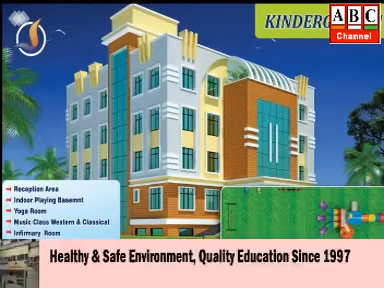 KINDERG
ABC
Channel
Reception Area
Indoor Playing Basemnt
Yoga Room
Music Class Western & Classical
Infirmary Room
Healthy & Safe Environment, Quality Education Since 1997